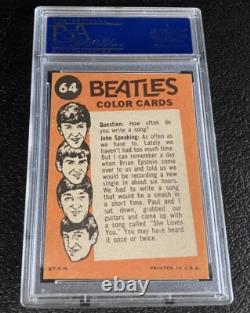 PSA
64
BEATLES
COLOR CARDS
Question: How often do
you write a song?
John Speaking: As often as
we have to. Lately we
haven't had too much time.
But I can remember a day
when Brian Epstein invited
us and told us we would be
recording a new
single in about six hours.
We had to write a song
that would be a smash in a
short time. Paul and I
sat down, grabbed our
guitars and came up with a
song called "She Loves
You." You may have
heard it once or twice.
PRINTED IN U.S.A.